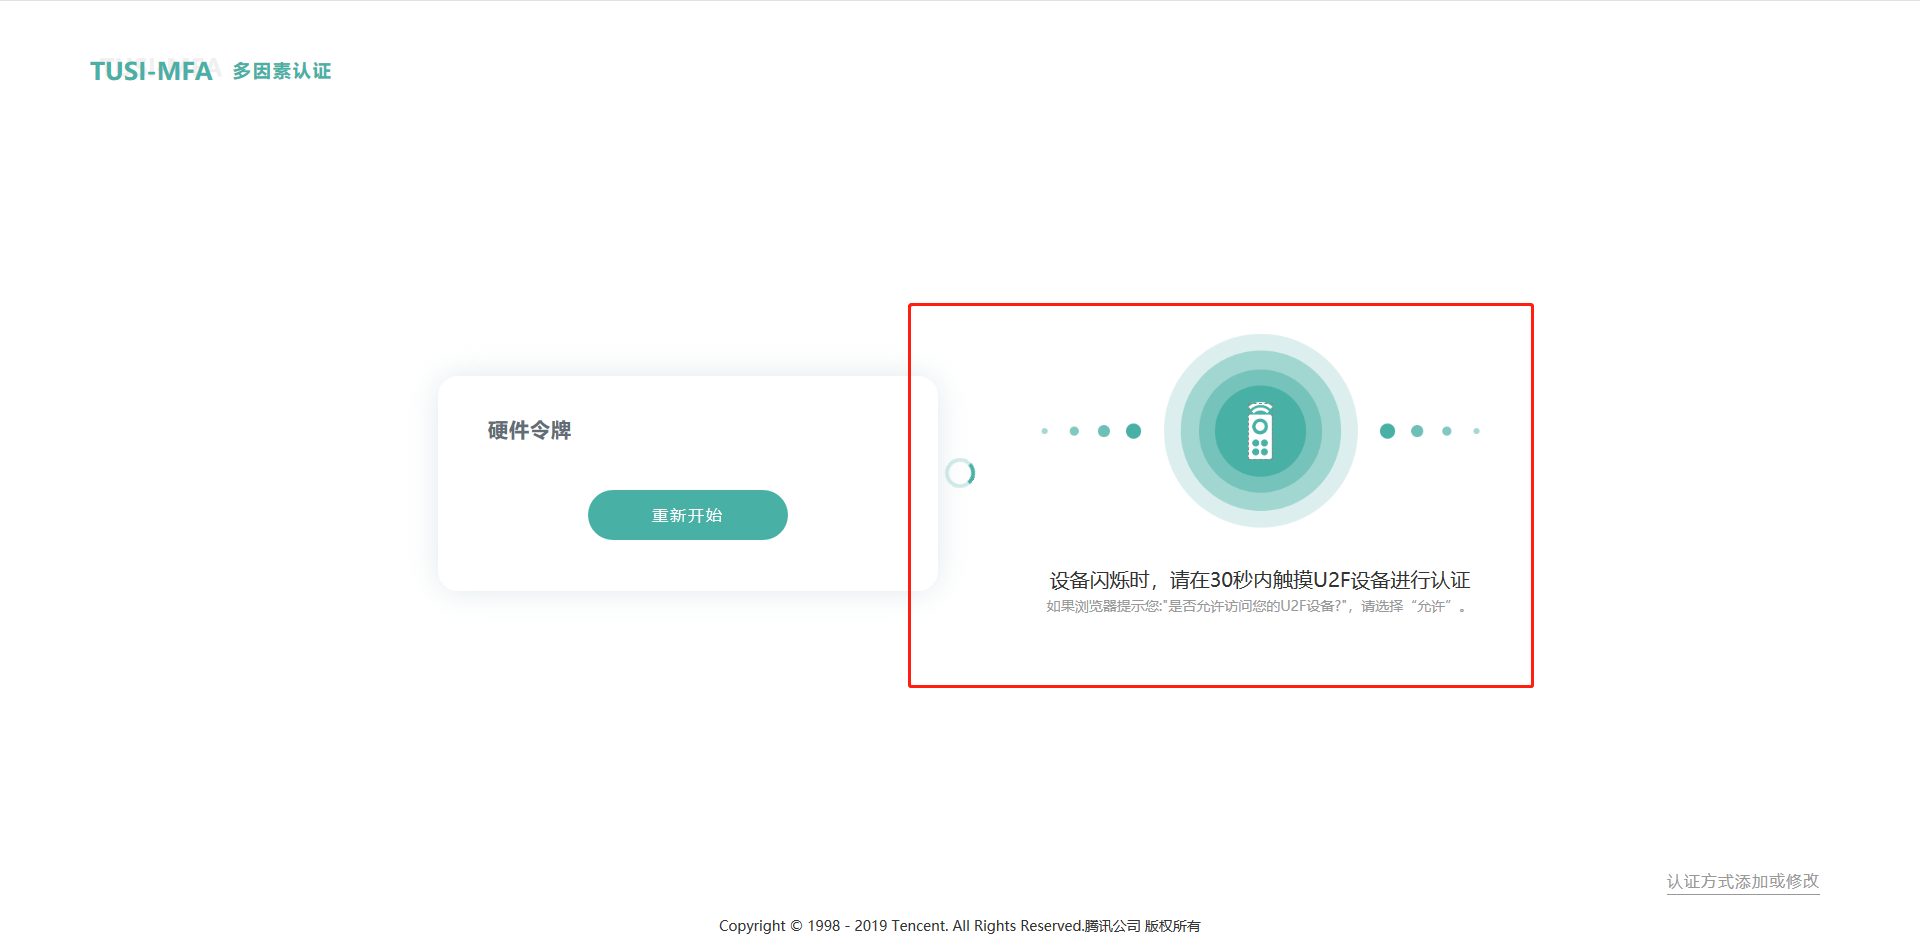 TUSI-MFA 多因素认证
硬件令牌
重新开始
设备闪烁时，请在30秒内触摸U2F设备进行认证
如果浏览器提示您:"是否允许访问您的U2F设备?"，请选择“允许”。
认证方式添加或修改
Copyright © 1998 - 2019 Tencent. All Rights Reserved.腾讯公司 版权所有